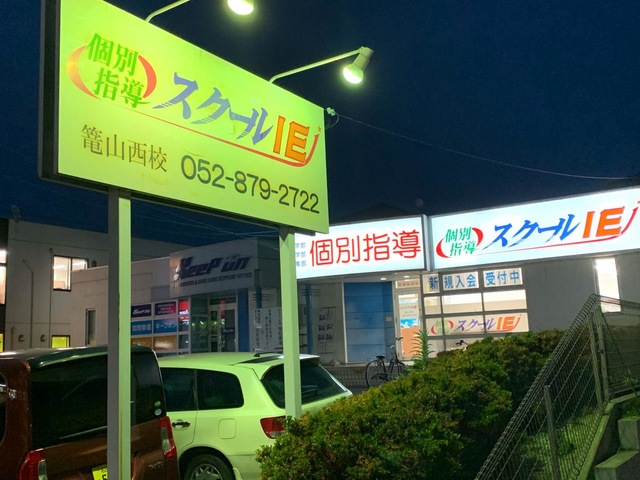 個別
指導
スクールIE
篭山西校
052-879-2722
KEEP ON
個別指導
個別
指導
スクールIE
新規入会 受付中
スクールIE